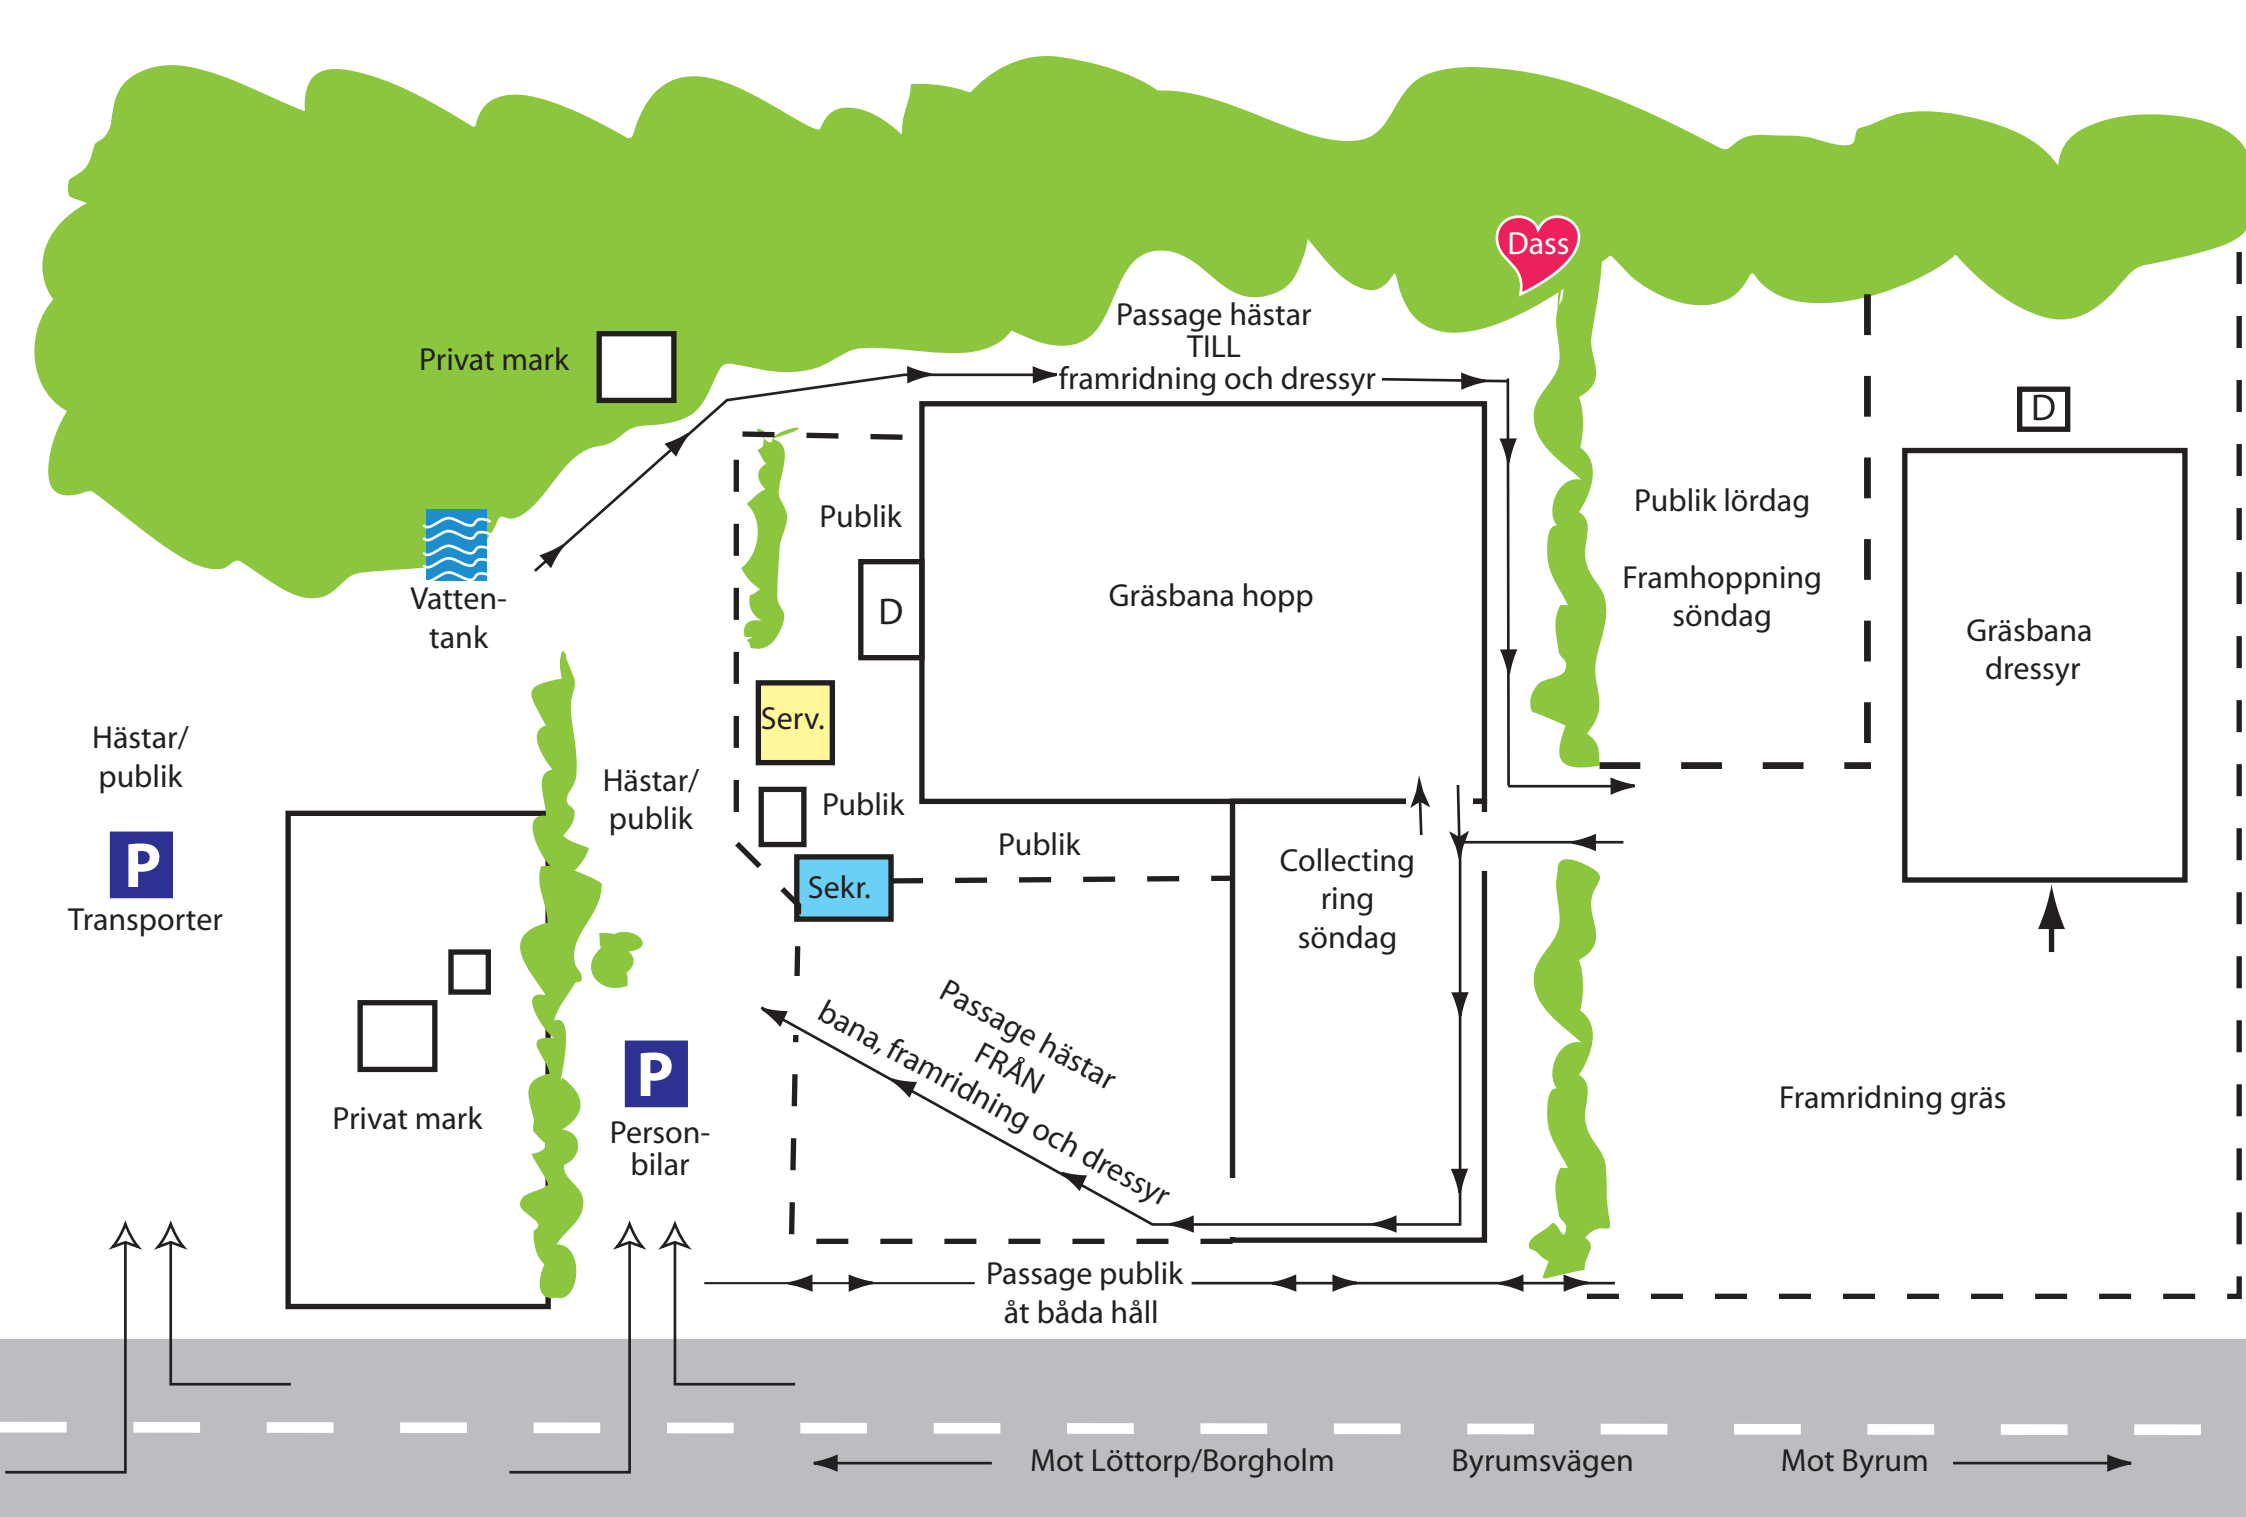 Dass
Passage hästar
TILL
framridning och dressyr
Privat mark
D
Publik
Publik lördag
Framhoppning
söndag
Gräsbana hopp
D
Gräsbana
dressyr
Vatten-
tank
Serv.
Hästar/
publik
Hästar/
publik
Publik
Publik
P
Transporter
Sekr.
Collecting
ring
söndag
Passage hästar
FRÅN
bana, framridning och dressyr
P
Person-
bilar
Privat mark
Framridning gräs
Passage publik
åt båda håll
Mot Löttorp/Borgholm
Byrumsvägen
Mot Byrum